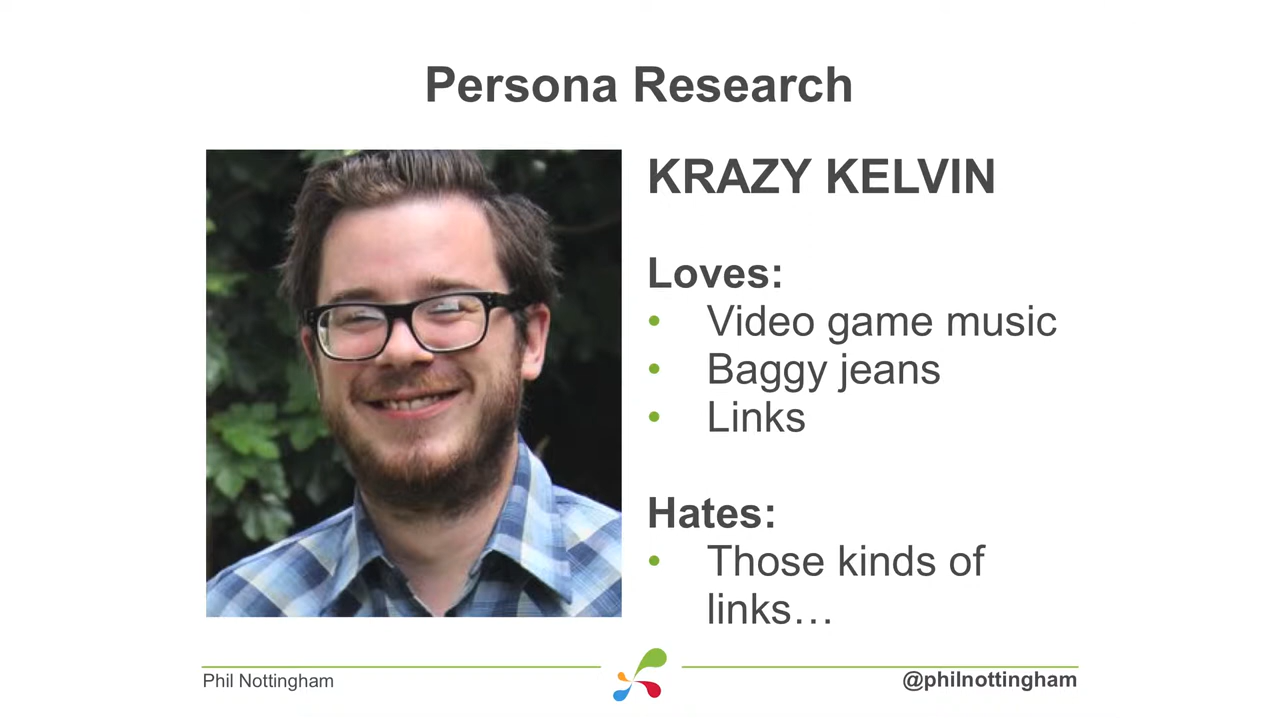 Persona Research
KRAZY KELVIN
Loves:
• Video game music
• Baggy jeans
• Links
Hates:
• Those kinds of
links…
Phil Nottingham
@philnottingham